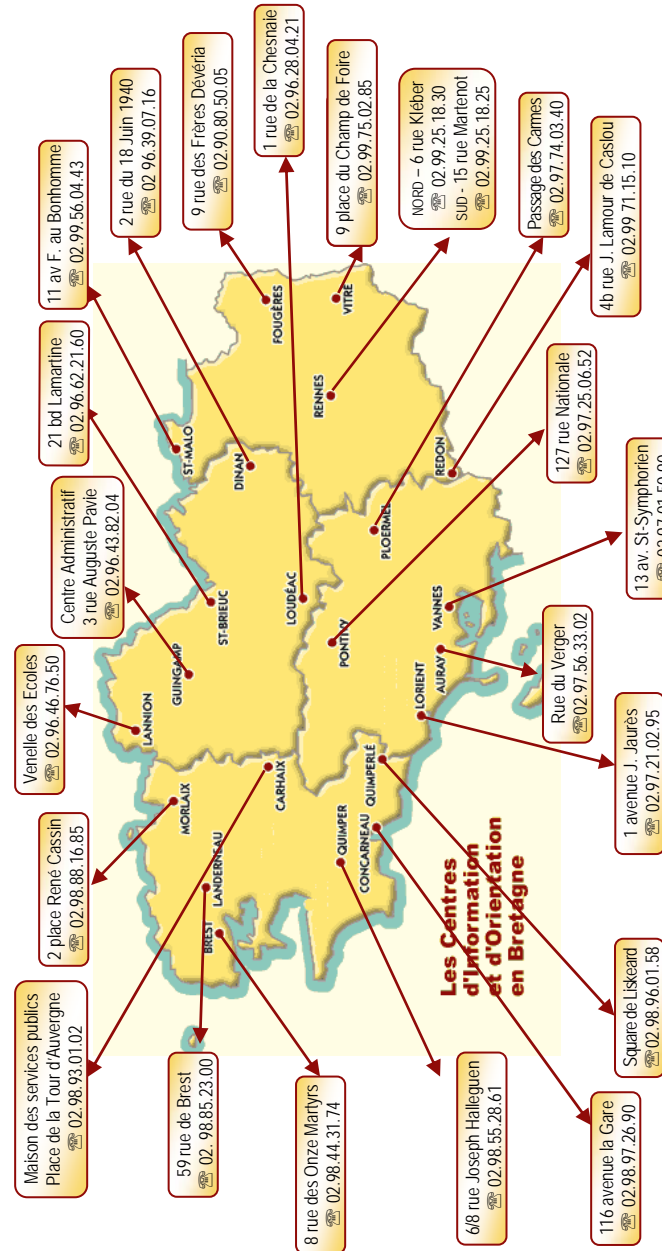 Maison des services publics
Place de la Tour d'Auvergne
☎ 02.98.93.01.02
2 place René Cassin
☎ 02.98.88.16.85
Venelle des Ecoles
☎ 02.96.46.76.50
Centre Administratif
3 rue Auguste Pavie
☎ 02.96.43.82.04
21 bd Lamartine
☎ 02.96.62.21.60
11 av F. au Bonhomme
☎ 02.99.56.04.43
2 rue du 18 Juin 1940
☎ 02 96.39.07.16
9 rue des Frères Dévéria
☎ 02.90.80.50.05
1 rue de la Chesnaie
☎ 02.96.28.04.21
9 place du Champ de Foire
☎ 02.99.75.02.85
NORD – 6 rue Kléber
☎ 02.99.25.18.30
SUD - 15 rue Martenot
☎ 02.99.25.18.25
Passage des Carmes
☎ 02.97.74.03.40
4b rue J. Lamour de Caslou
☎ 02.99 71.15.10
127 rue Nationale
☎ 02.97.25.06.52
13 av. St-Symphorien
Rue du Verger
☎ 02.97.56.33.02
1 avenue J. Jaurès
☎ 02.97.21.02.95
Square de Liskeard
☎ 02.98.96.01.58
116 avenue la Gare
☎ 02.98.97.26.90
6/8 rue Joseph Halleguen
☎ 02.98.55.28.61
8 rue des Onze Martyrs
☎ 02.98.44.31.74
59 rue de Brest
☎ 02. 98.85.23.00
LANNION
ST-MALO
MORLAIX
GUINGAMP
LANDERNEAU
BREST
ST-BRIEUC
DINAN
FOUGÈRES
CARHAIX
LOUDÉAC
RENNES
VITRÉ
PONTIVY
QUIMPER
CONCARNEAU
QUIMPERLÉ
PLOERMEL
LORIENT
AURAY
VANNES
REDON
Les Centres
d'Information
et d'Orientation
en Bretagne